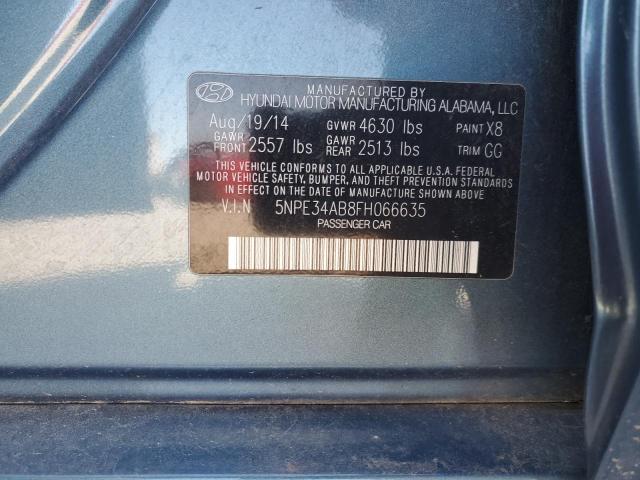 MANUFACTURED BY
HYUNDAI MOTOR MANUFACTURING ALABAMA, LLC
Aug/19/14 GVWR 4630 lbs PAINT X8
GAWR FRONT 2557 lbs GAWR REAR 2513 lbs TRIM GG
THIS VEHICLE CONFORMS TO ALL APPLICABLE U.S.A. FEDERAL
MOTOR VEHICLE SAFETY, BUMPER, AND THEFT PREVENTION STANDARDS
IN EFFECT ON THE DATE OF MANUFACTURE SHOWN ABOVE.
V.I.N 5NPE34AB8FH066635
PASSENGER CAR